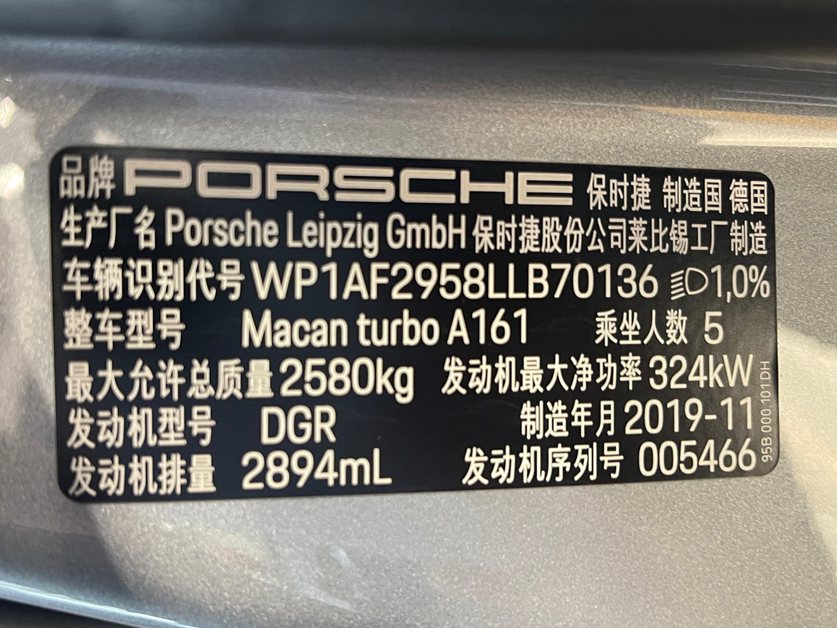 品牌 PORSCHE 保时捷 制造国 德国
生产厂名 Porsche Leipzig GmbH 保时捷股份公司莱比锡工厂制造
车辆识别代号 WP1AF2958LLB70136 1,0%
整车型号 Macan turbo A161 乘坐人数 5
最大允许总质量 2580kg 发动机最大净功率 324kW
发动机型号 DGR 制造年月 2019-11
发动机排量 2894mL 发动机序列号 005466
95B.000.101.DH